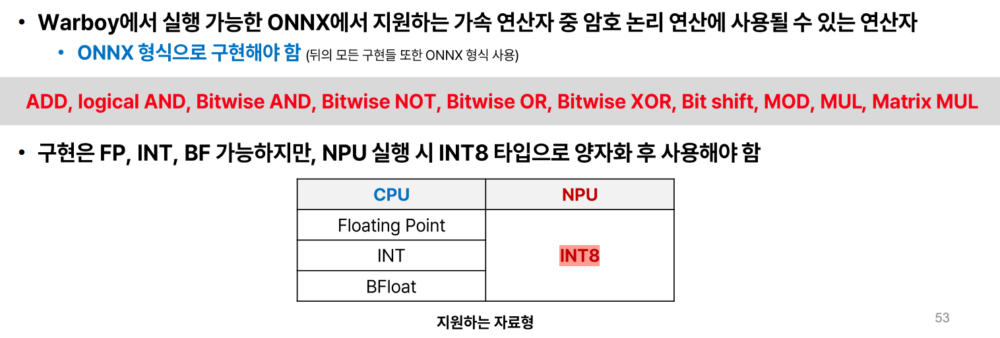 • Warboy에서 실행 가능한 ONNX에서 지원하는 가속 연산자 중 암호 논리 연산에 사용될 수 있는 연산자
• ONNX 형식으로 구현해야 함 (뒤의 모든 구현들 또한 ONNX 형식 사용)
ADD, logical AND, Bitwise AND, Bitwise NOT, Bitwise OR, Bitwise XOR, Bit shift, MOD, MUL, Matrix MUL
• 구현은 FP, INT, BF 가능하지만, NPU 실행 시 INT8 타입으로 양자화 후 사용해야 함
CPU NPU
Floating Point
INT INT8
BFloat
지원하는 자료형
53